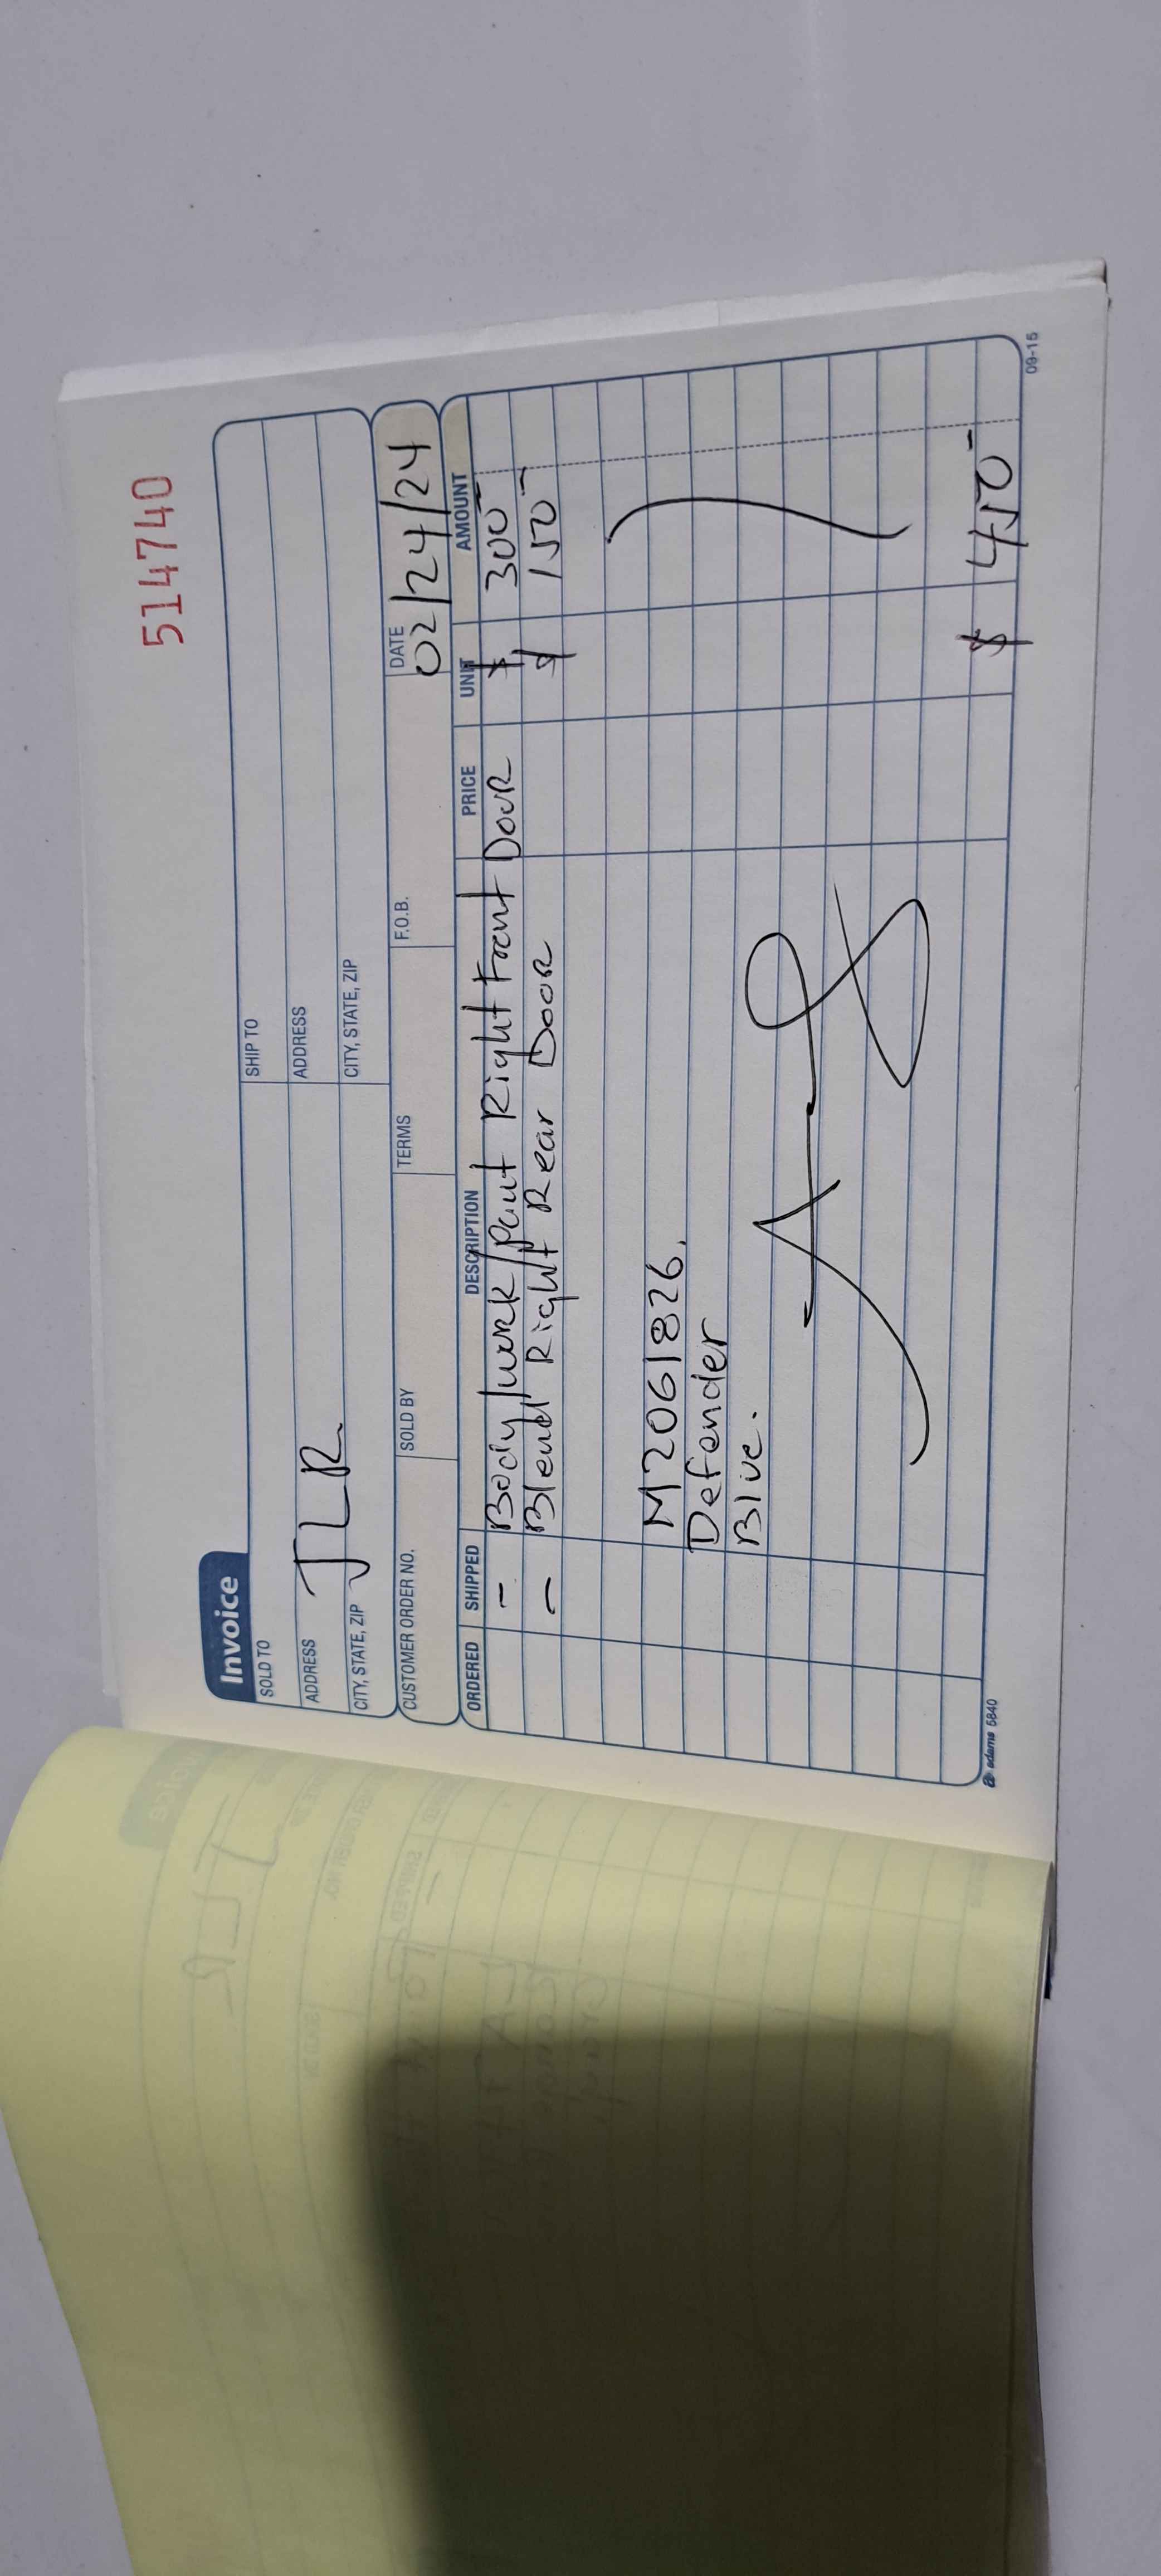 514740
Invoice
SOLD TO
SHIP TO
ADDRESS
ADDRESS
JLR
CITY, STATE, ZIP
CITY, STATE, ZIP
CUSTOMER ORDER NO.
SOLD BY
TERMS
F.O.B.
DATE
02/24/24
ORDERED SHIPPED DESCRIPTION PRICE UNIT AMOUNT
- Body work/Paint Right Front Door $ 300-
- Blend Right Rear Door $ 150-
M2061826.
Defender
Blue.
$ 450-
adams 5840
09-15